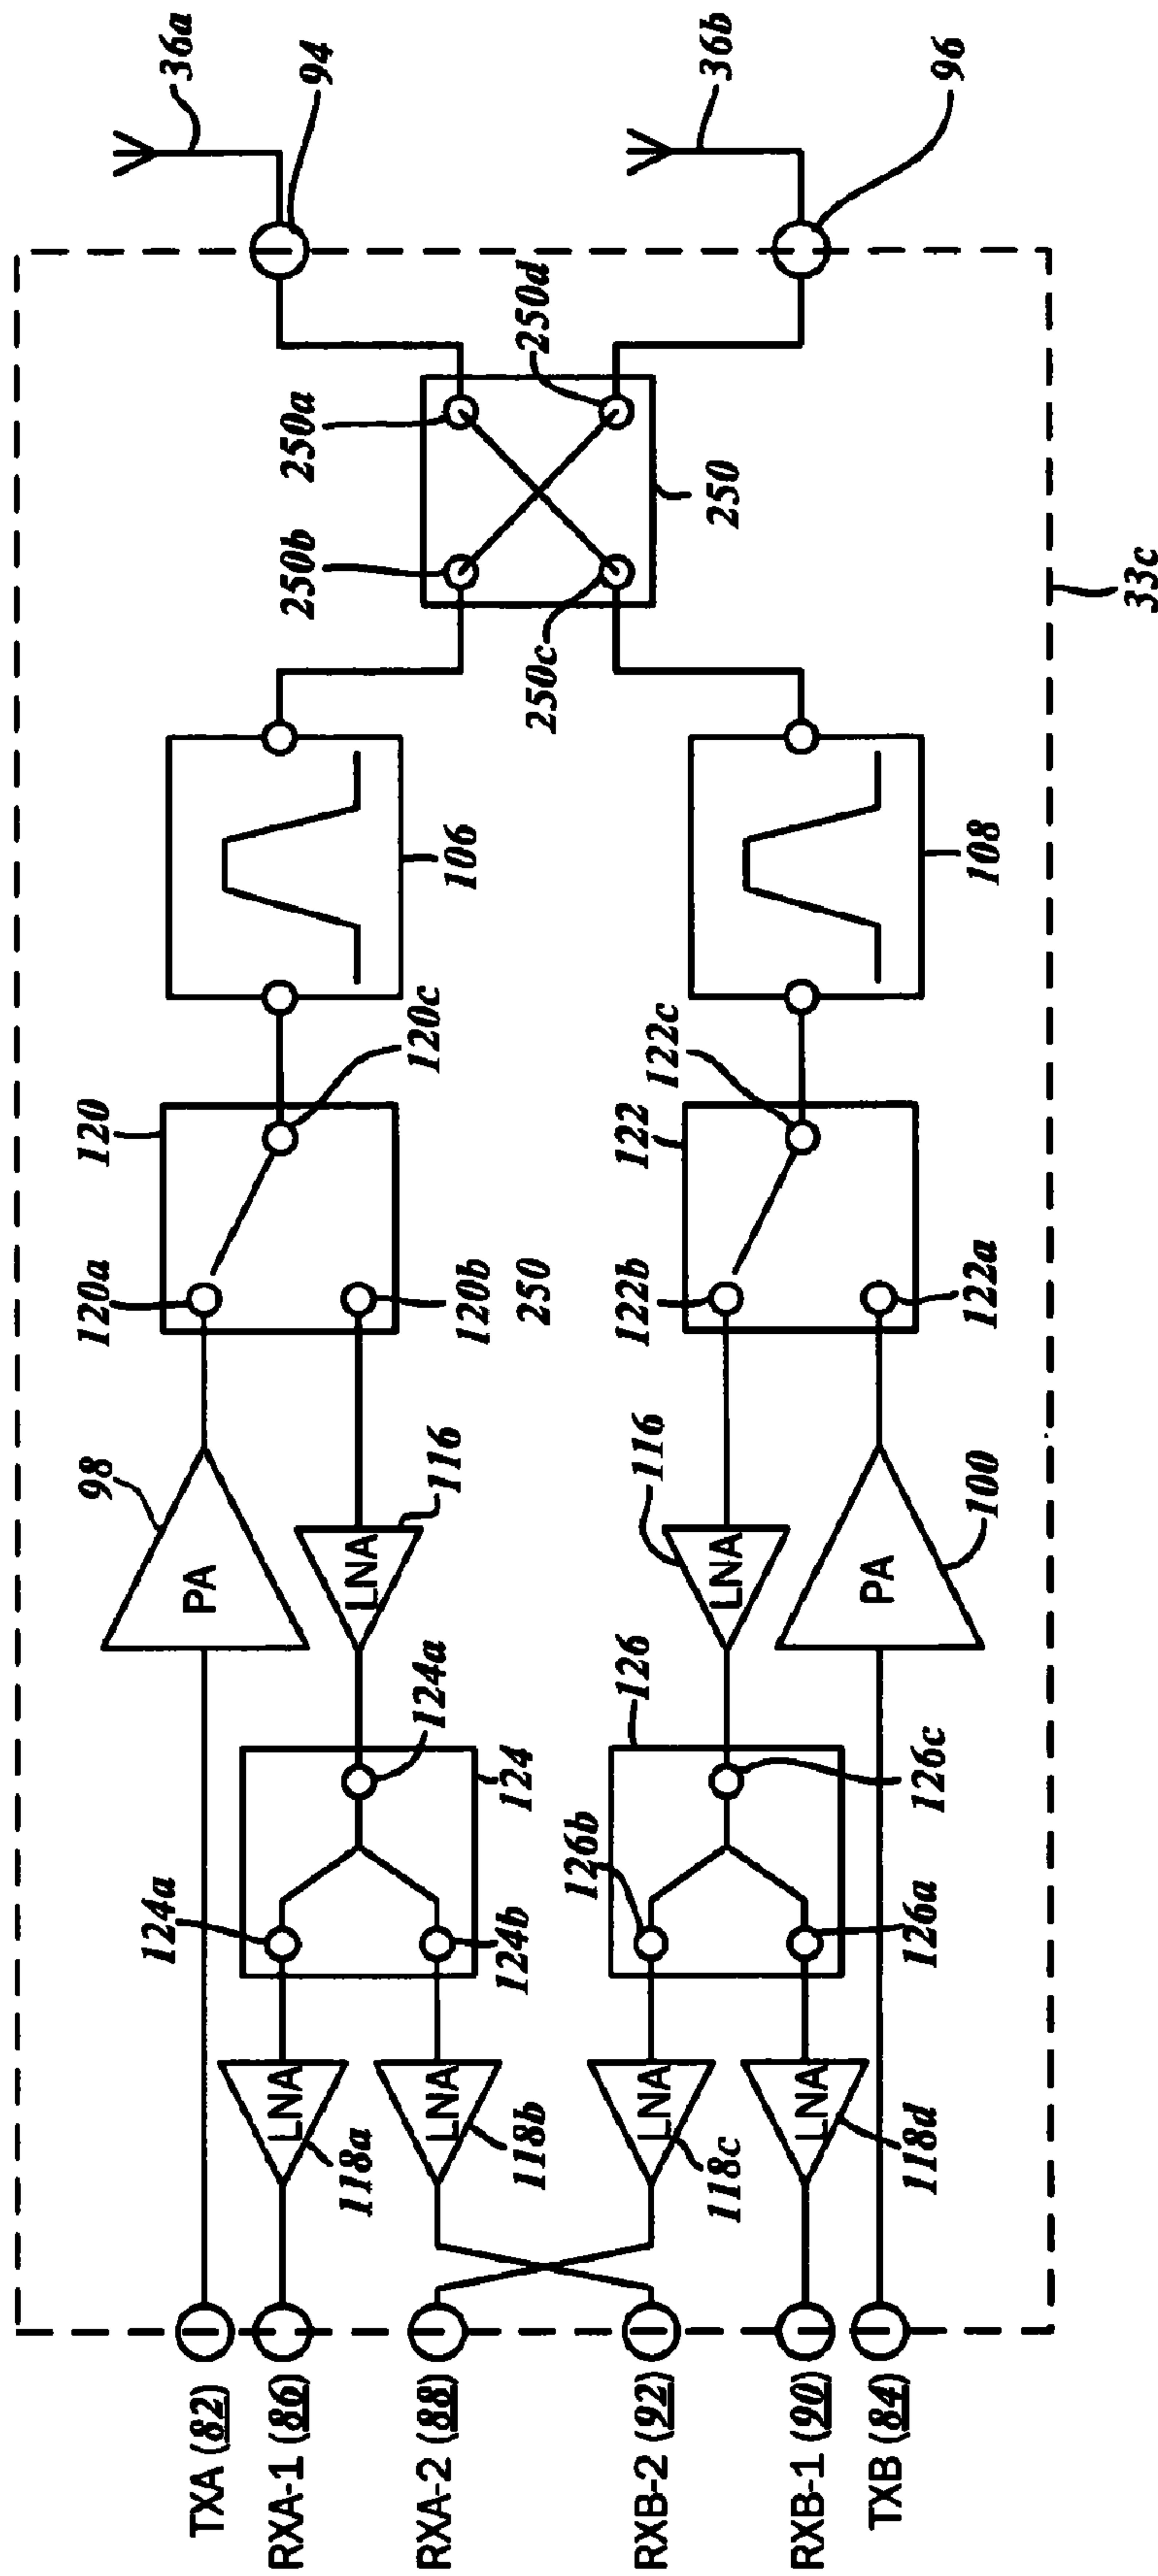 36a
94
36b
96
250a
250d
250b
250c
250
33c
106
108
120
120c
122
122c
120a
120b
250
122b
122a
98
PA
116
LNA
116
LNA
100
PA
124a
124
126
126c
124a
124b
126b
126a
LNA
118a
LNA
118b
LNA
118c
LNA
118d
TXA (82)
RXA-1 (86)
RXA-2 (88)
RXB-2 (92)
RXB-1 (90)
TXB (84)